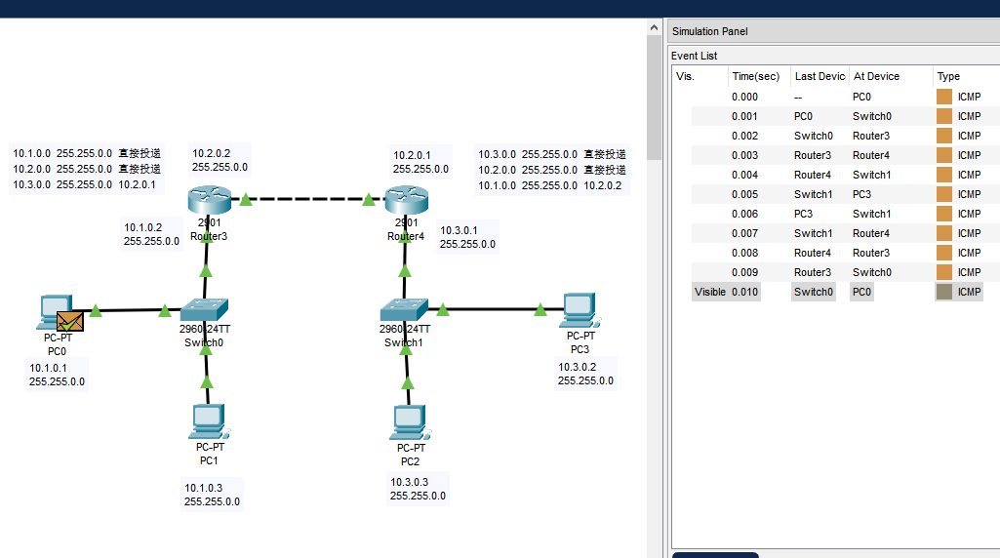 Simulation Panel
Event List
Vis. Time(sec) Last Devic At Device Type
0.000 -- PC0 ICMP
0.001 PC0 Switch0 ICMP
0.002 Switch0 Router3 ICMP
0.003 Router3 Router4 ICMP
0.004 Router4 Switch1 ICMP
0.005 Switch1 PC3 ICMP
0.006 PC3 Switch1 ICMP
0.007 Switch1 Router4 ICMP
0.008 Router4 Router3 ICMP
0.009 Router3 Switch0 ICMP
Visible 0.010 Switch0 PC0 ICMP
10.1.0.0 255.255.0.0 直接投递
10.2.0.0 255.255.0.0 直接投递
10.3.0.0 255.255.0.0 10.2.0.1
10.2.0.2
255.255.0.0
10.2.0.1
255.255.0.0
10.3.0.0 255.255.0.0 直接投递
10.2.0.0 255.255.0.0 直接投递
10.1.0.0 255.255.0.0 10.2.0.2
2901
Router3
2901
Router4
10.1.0.2
255.255.0.0
10.3.0.1
255.255.0.0
2960-24TT
Switch0
2960-24TT
Switch1
PC-PT
PC0
10.1.0.1
255.255.0.0
PC-PT
PC3
10.3.0.2
255.255.0.0
PC-PT
PC1
10.1.0.3
255.255.0.0
PC-PT
PC2
10.3.0.3
255.255.0.0